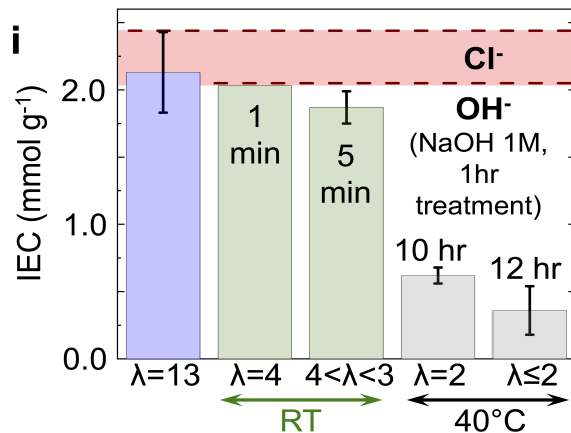 i
IEC (mmol g⁻¹)
2.0
1.0
0.0
Cl⁻
OH⁻
(NaOH 1M,
1hr
treatment)
1
min
5
min
10 hr
12 hr
λ=13
λ=4
4<λ<3
λ=2
λ≤2
RT
40°C